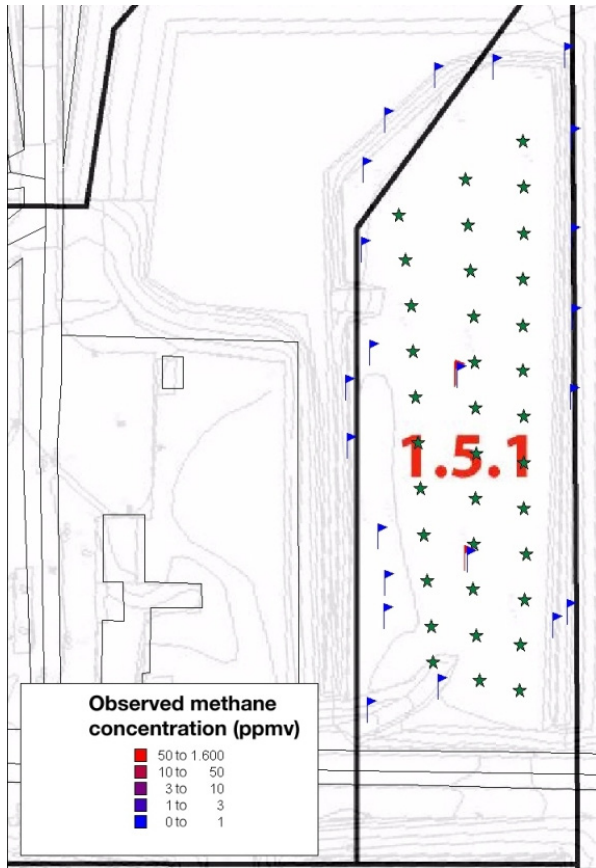 1.5.1
Observed methane
concentration (ppmv)
50 to 1.600
10 to 50
3 to 10
1 to 3
0 to 1